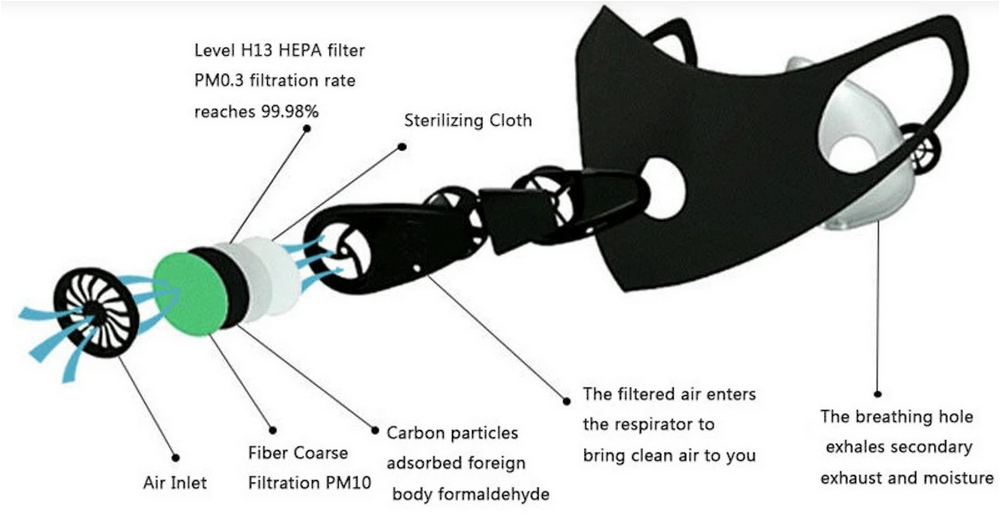 Level H13 HEPA filter
PM0.3 filtration rate
reaches 99.98%
Sterilizing Cloth
The filtered air enters
the respirator to
bring clean air to you
The breathing hole
exhales secondary
exhaust and moisture
Carbon particles
adsorbed foreign
body formaldehyde
Fiber Coarse
Filtration PM10
Air Inlet